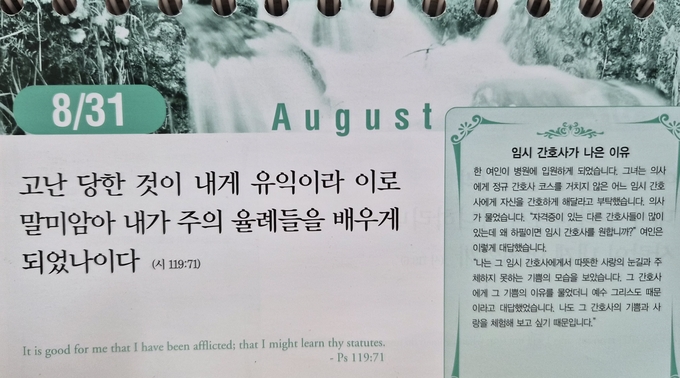 8/31
August
고난 당한 것이 내게 유익이라 이로
말미암아 내가 주의 율례들을 배우게
되었나이다 (시 119:71)
It is good for me that I have been afflicted; that I might learn thy statutes.
- Ps 119:71
임시 간호사가 나은 이유
한 여인이 병원에 입원하게 되었습니다. 그녀는 의사
에게 정규 간호사 코스를 거치지 않은 어느 임시 간호
사에게 자신을 간호하게 해달라고 부탁했습니다. 의사
가 물었습니다. "자격증이 있는 다른 간호사들이 많이
있는데 왜 하필이면 임시 간호사를 원합니까?" 여인은
이렇게 대답했습니다.
"나는 그 임시 간호사에게서 따뜻한 사랑의 눈길과 주
체하지 못하는 기쁨의 모습을 보았습니다. 그 간호사
에게 그 기쁨의 이유를 물었더니 예수 그리스도 때문
이라고 대답했었습니다. 나도 그 간호사의 기쁨과 사
랑을 체험해 보고 싶기 때문입니다."